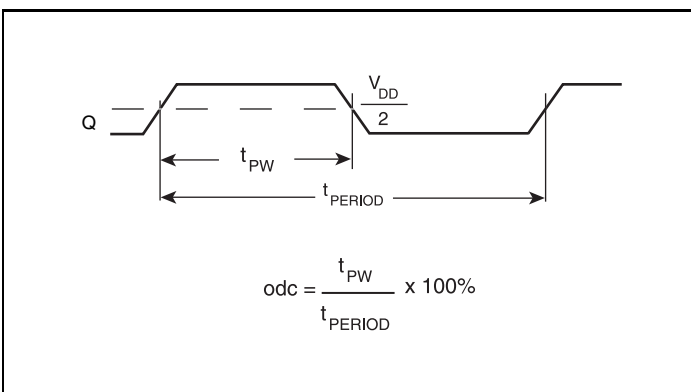 V_DD
Q
2
t_PW
t_PERIOD
t_PW
odc = x 100%
t_PERIOD